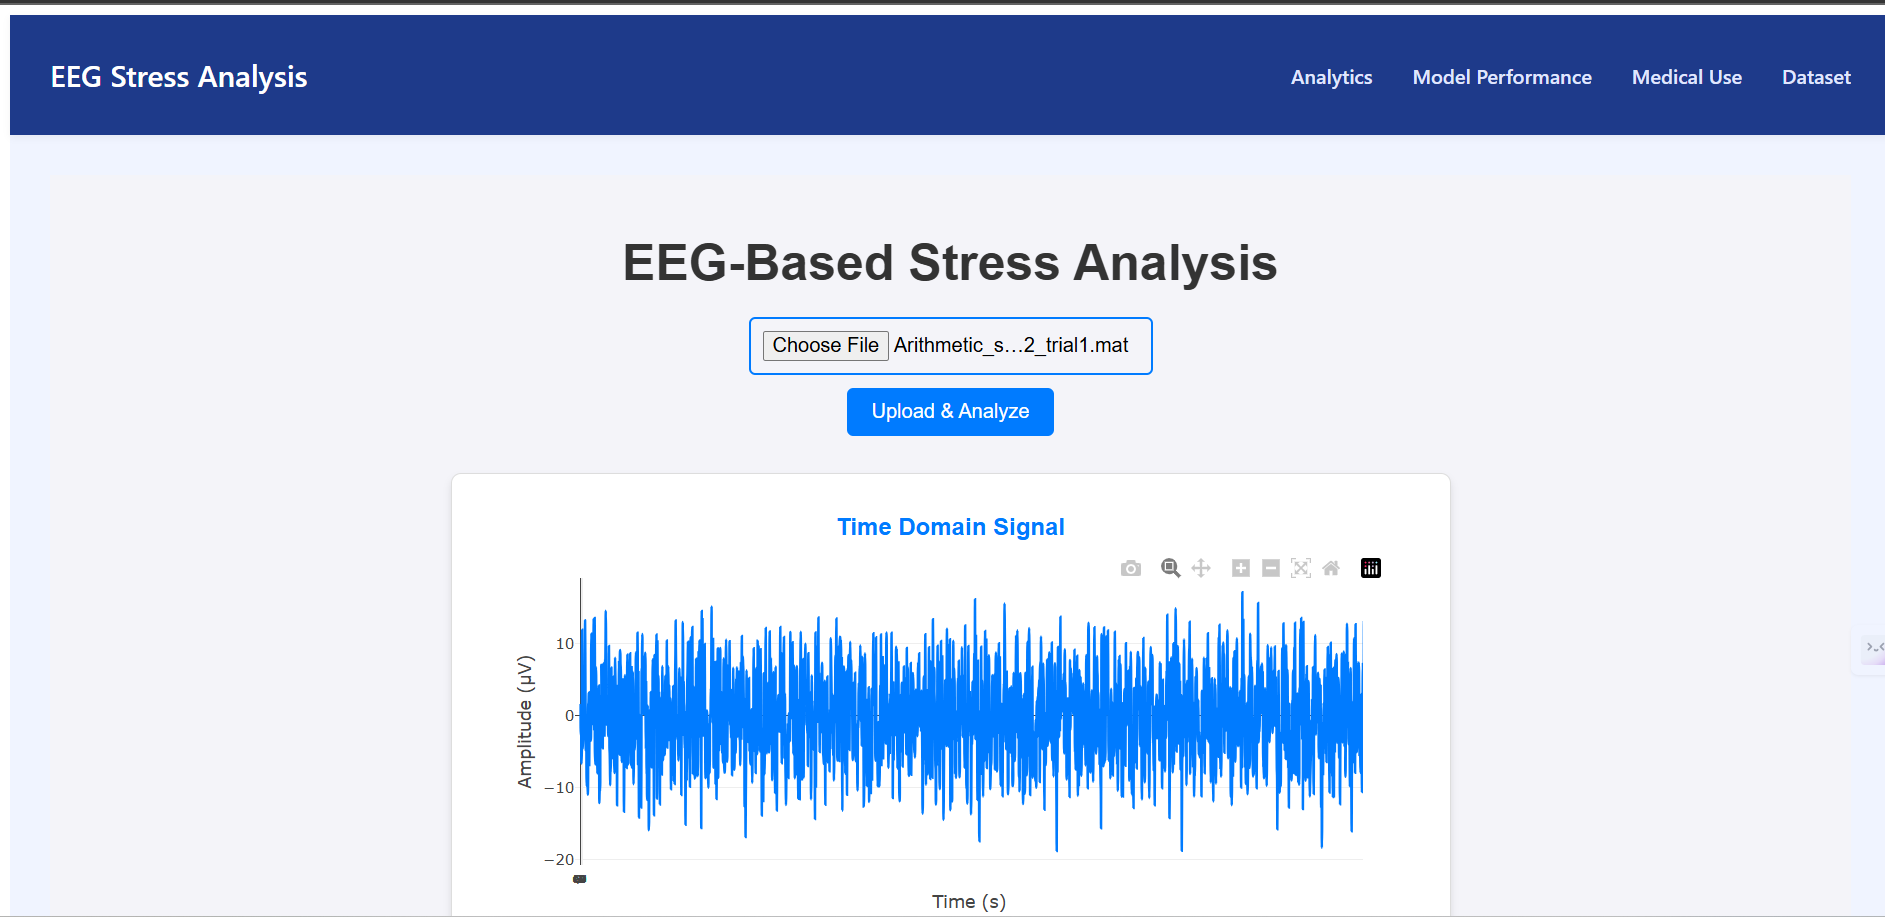 EEG Stress Analysis
Analytics
Model Performance
Medical Use
Dataset
EEG-Based Stress Analysis
Choose File Arithmetic_s...2_trial1.mat
Upload & Analyze
Time Domain Signal
10
0
−10
−20
Amplitude (μV)
Time (s)